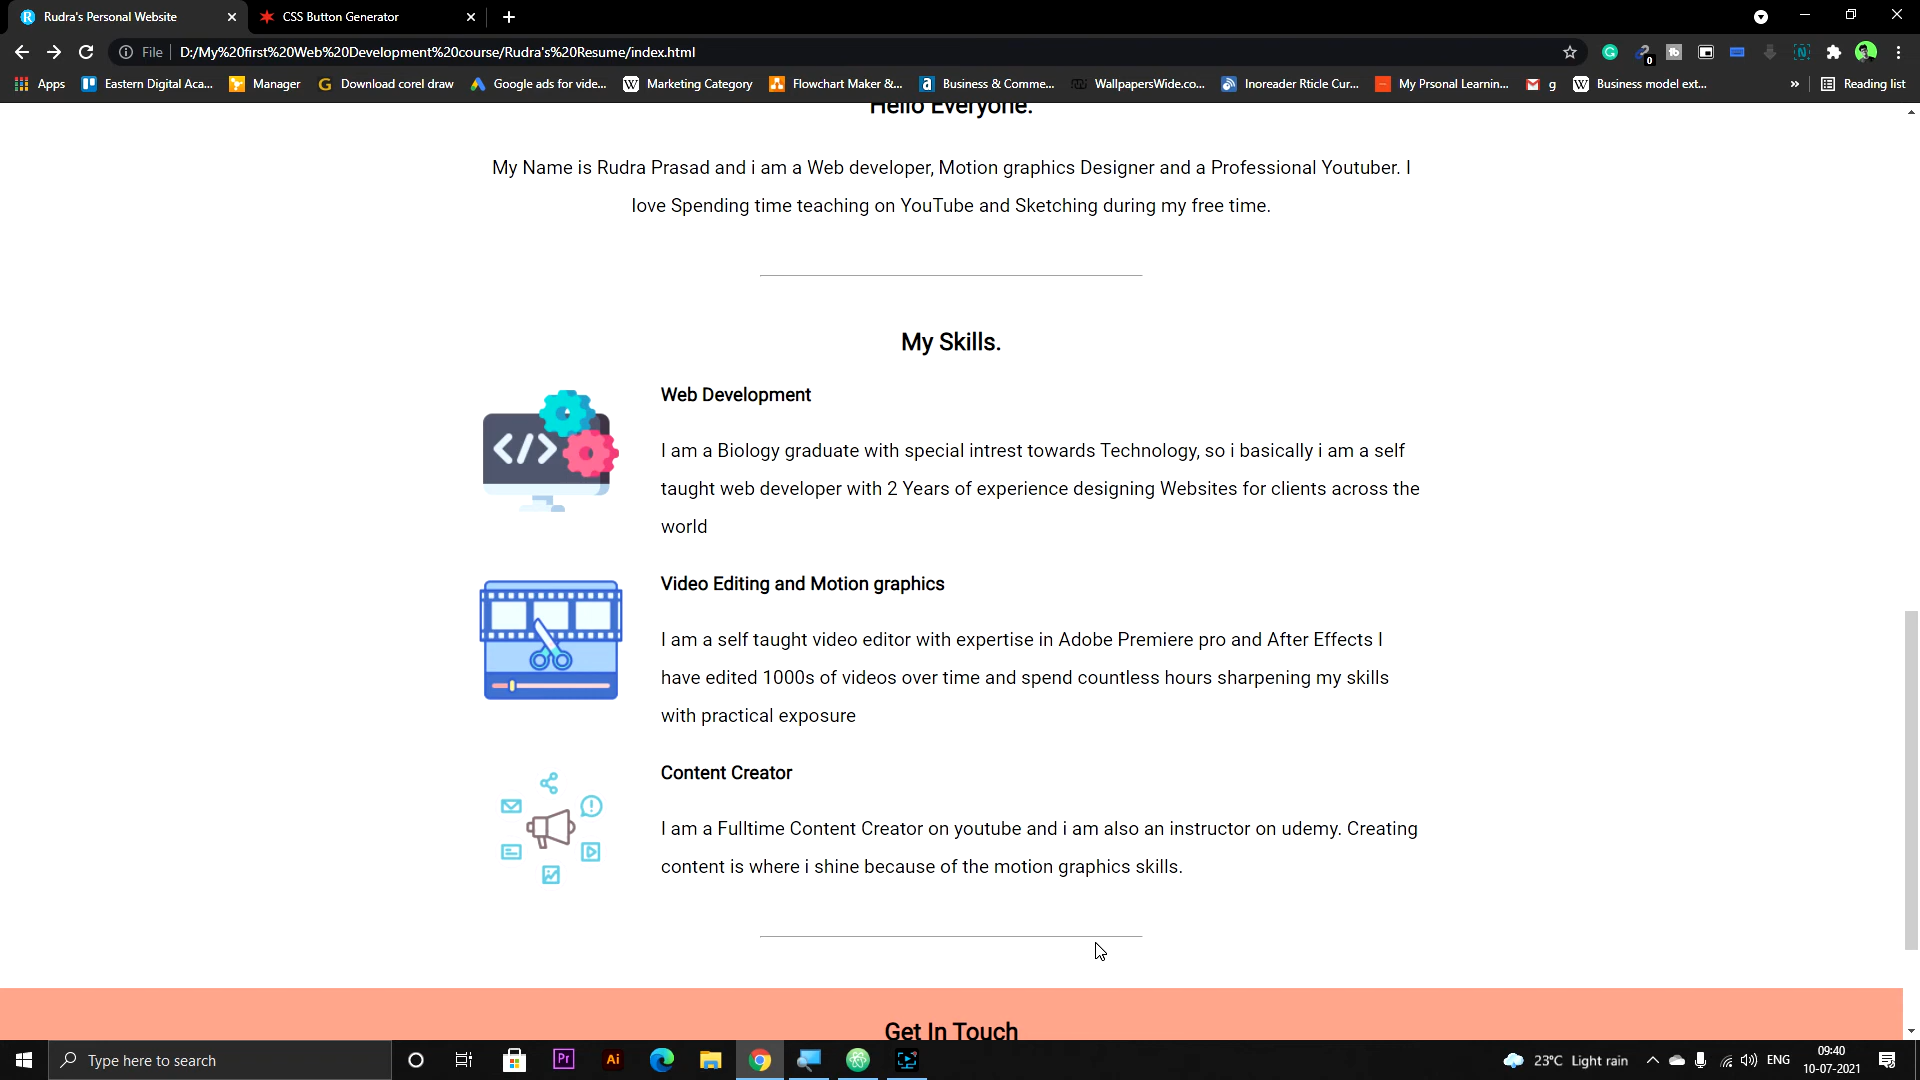 Rudra's Personal Website
CSS Button Generator
File
D:/My%20first%20Web%20Development%20course/Rudra's%20Resume/index.html
0
Apps
Eastern Digital Aca...
Manager
Download corel draw
Google ads for vide...
Marketing Category
Flowchart Maker &...
Business & Comme...
WallpapersWide.co...
Inoreader Rticle Cur...
My Prsonal Learnin...
g
Business model ext...
»
Reading list
Hello Everyone.
My Name is Rudra Prasad and i am a Web developer, Motion graphics Designer and a Professional Youtuber. I
love Spending time teaching on YouTube and Sketching during my free time.
My Skills.
Web Development
I am a Biology graduate with special intrest towards Technology, so i basically i am a self
taught web developer with 2 Years of experience designing Websites for clients across the
world
Video Editing and Motion graphics
I am a self taught video editor with expertise in Adobe Premiere pro and After Effects I
have edited 1000s of videos over time and spend countless hours sharpening my skills
with practical exposure
Content Creator
I am a Fulltime Content Creator on youtube and i am also an instructor on udemy. Creating
content is where i shine because of the motion graphics skills.
Get In Touch
Type here to search
Pr
Ai
23°C Light rain
ENG
09:40
10-07-2021